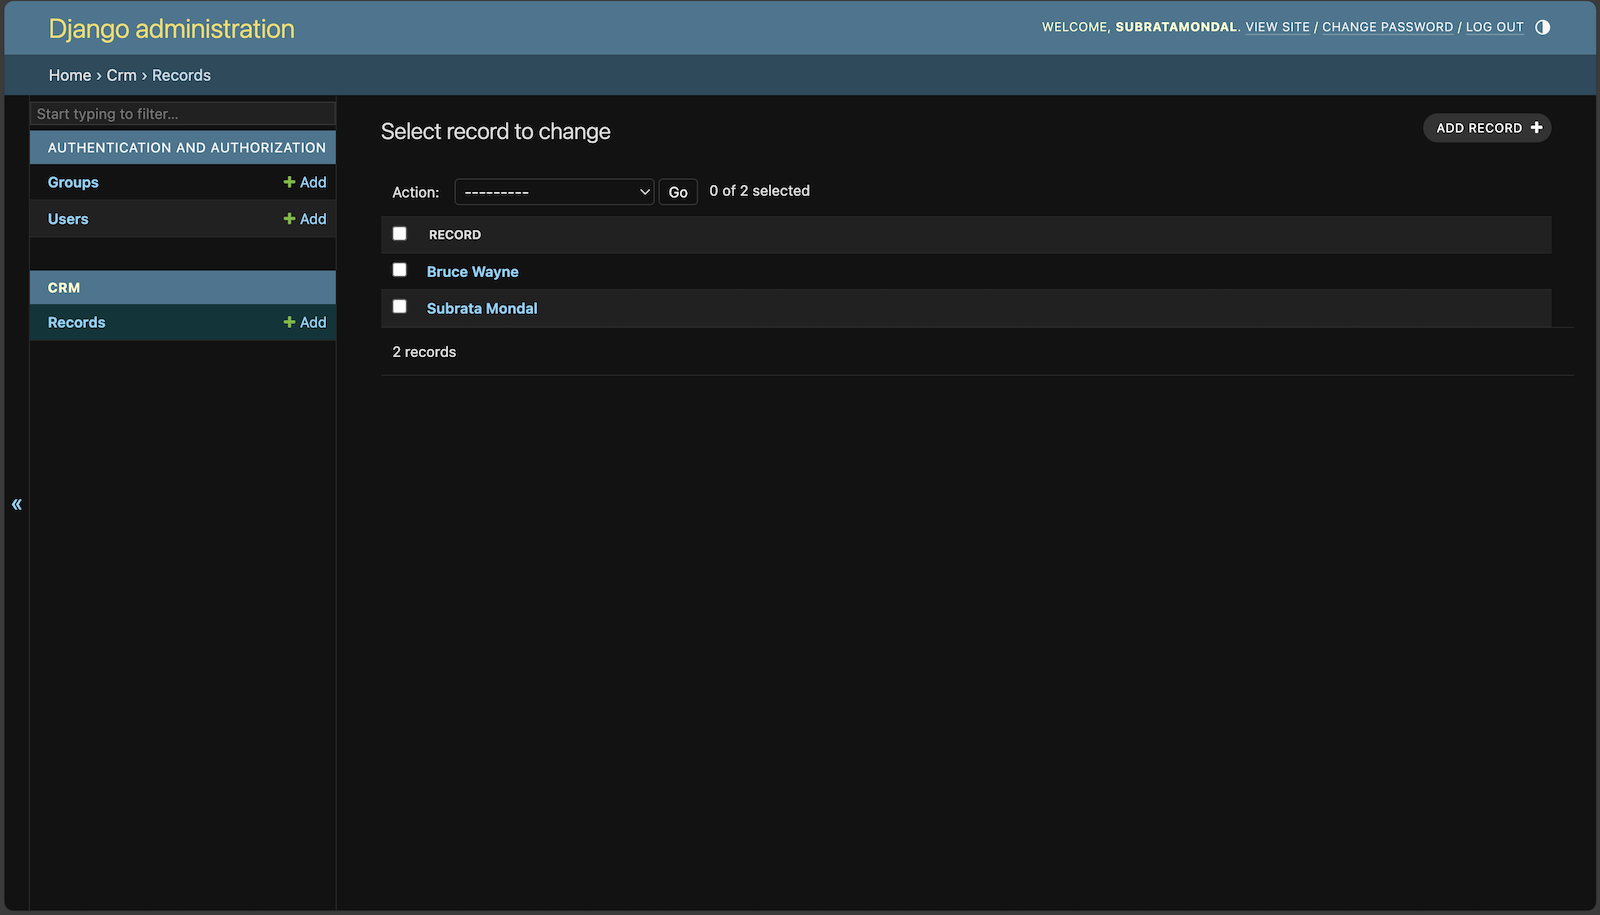 Django administration
WELCOME, SUBRATAMONDAL. VIEW SITE / CHANGE PASSWORD / LOG OUT
Home › Crm › Records
Start typing to filter...
AUTHENTICATION AND AUTHORIZATION
Groups + Add
Users + Add
CRM
Records + Add
«
Select record to change
ADD RECORD +
Action: --------- Go 0 of 2 selected
RECORD
Bruce Wayne
Subrata Mondal
2 records